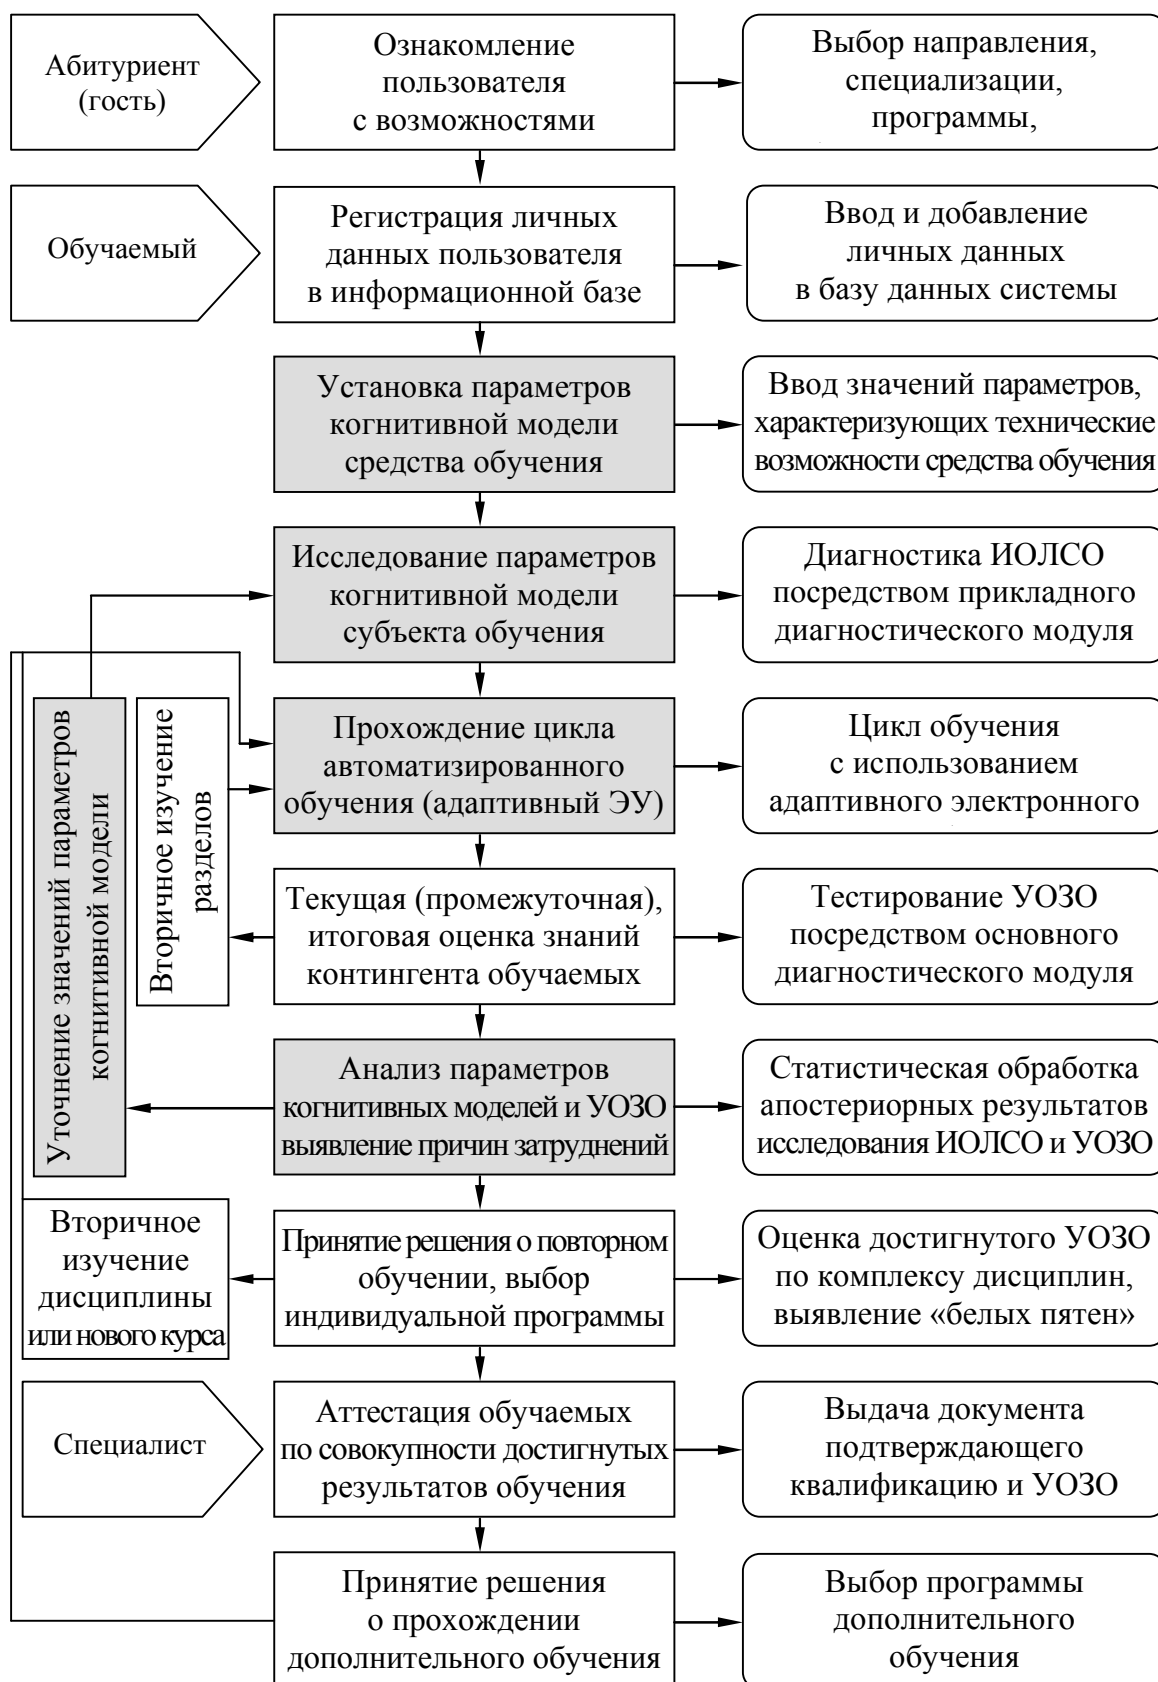 Абитуриент
(гость)
Ознакомление
пользователя
с возможностями
Выбор направления,
специализации,
программы,
Обучаемый
Регистрация личных
данных пользователя
в информационной базе
Ввод и добавление
личных данных
в базу данных системы
Установка параметров
когнитивной модели
средства обучения
Ввод значений параметров,
характеризующих технические
возможности средства обучения
Исследование параметров
когнитивной модели
субъекта обучения
Диагностика ИОЛСО
посредством прикладного
диагностического модуля
Уточнение значений параметров
когнитивной модели
Вторичное изучение
разделов
Прохождение цикла
автоматизированного
обучения (адаптивный ЭУ)
Цикл обучения
с использованием
адаптивного электронного
Текущая (промежуточная),
итоговая оценка знаний
контингента обучаемых
Тестирование УОЗО
посредством основного
диагностического модуля
Анализ параметров
когнитивных моделей и УОЗО
выявление причин затруднений
Статистическая обработка
апостериорных результатов
исследования ИОЛСО и УОЗО
Вторичное
изучение
дисциплины
или нового курса
Принятие решения о повторном
обучении, выбор
индивидуальной программы
Оценка достигнутого УОЗО
по комплексу дисциплин,
выявление «белых пятен»
Специалист
Аттестация обучаемых
по совокупности достигнутых
результатов обучения
Выдача документа
подтверждающего
квалификацию и УОЗО
Принятие решения
о прохождении
дополнительного обучения
Выбор программы
дополнительного
обучения